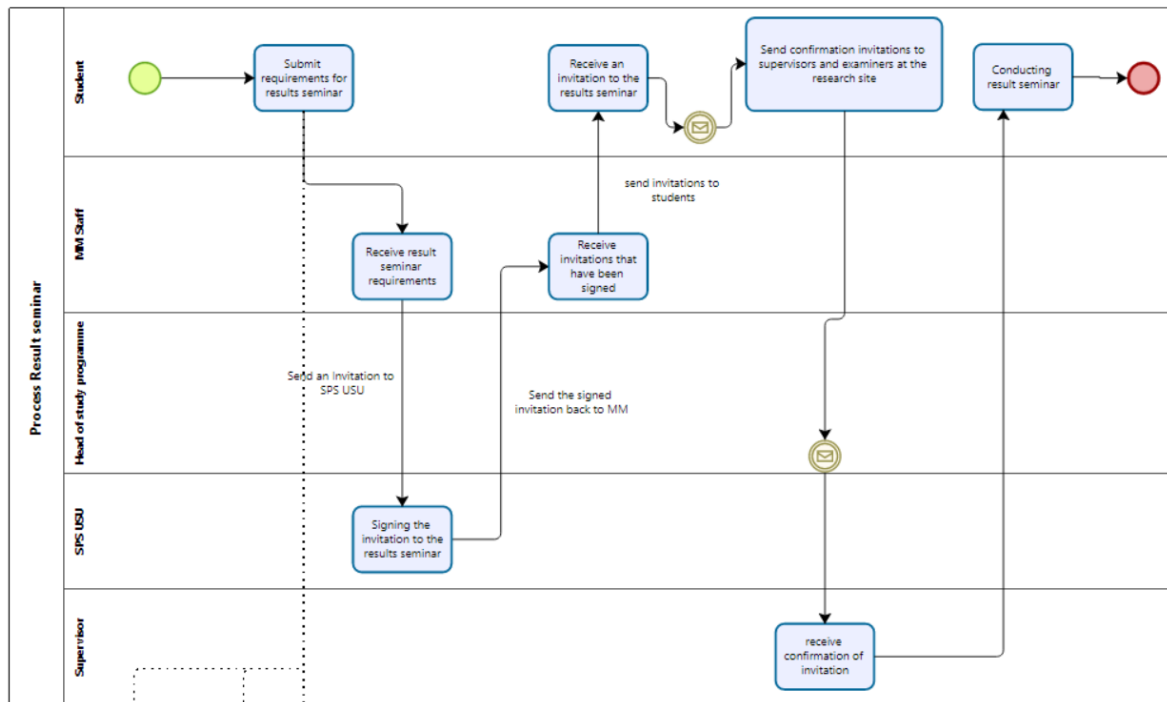 Process Result seminar
Student
Submit
requirements for
results seminar
Receive an
invitation to the
results seminar
Send confirmation invitations to
supervisors and examiners at the
research site
Conducting
result seminar
MM Staff
send invitations to
students
Receive result
seminar
requirements
Receive
invitations that
have been
signed
Head of study programme
Send an Invitation to
SPS USU
Send the signed
invitation back to MM
SPS USU
Signing the
invitation to the
results seminar
Supervisor
receive
confirmation of
invitation